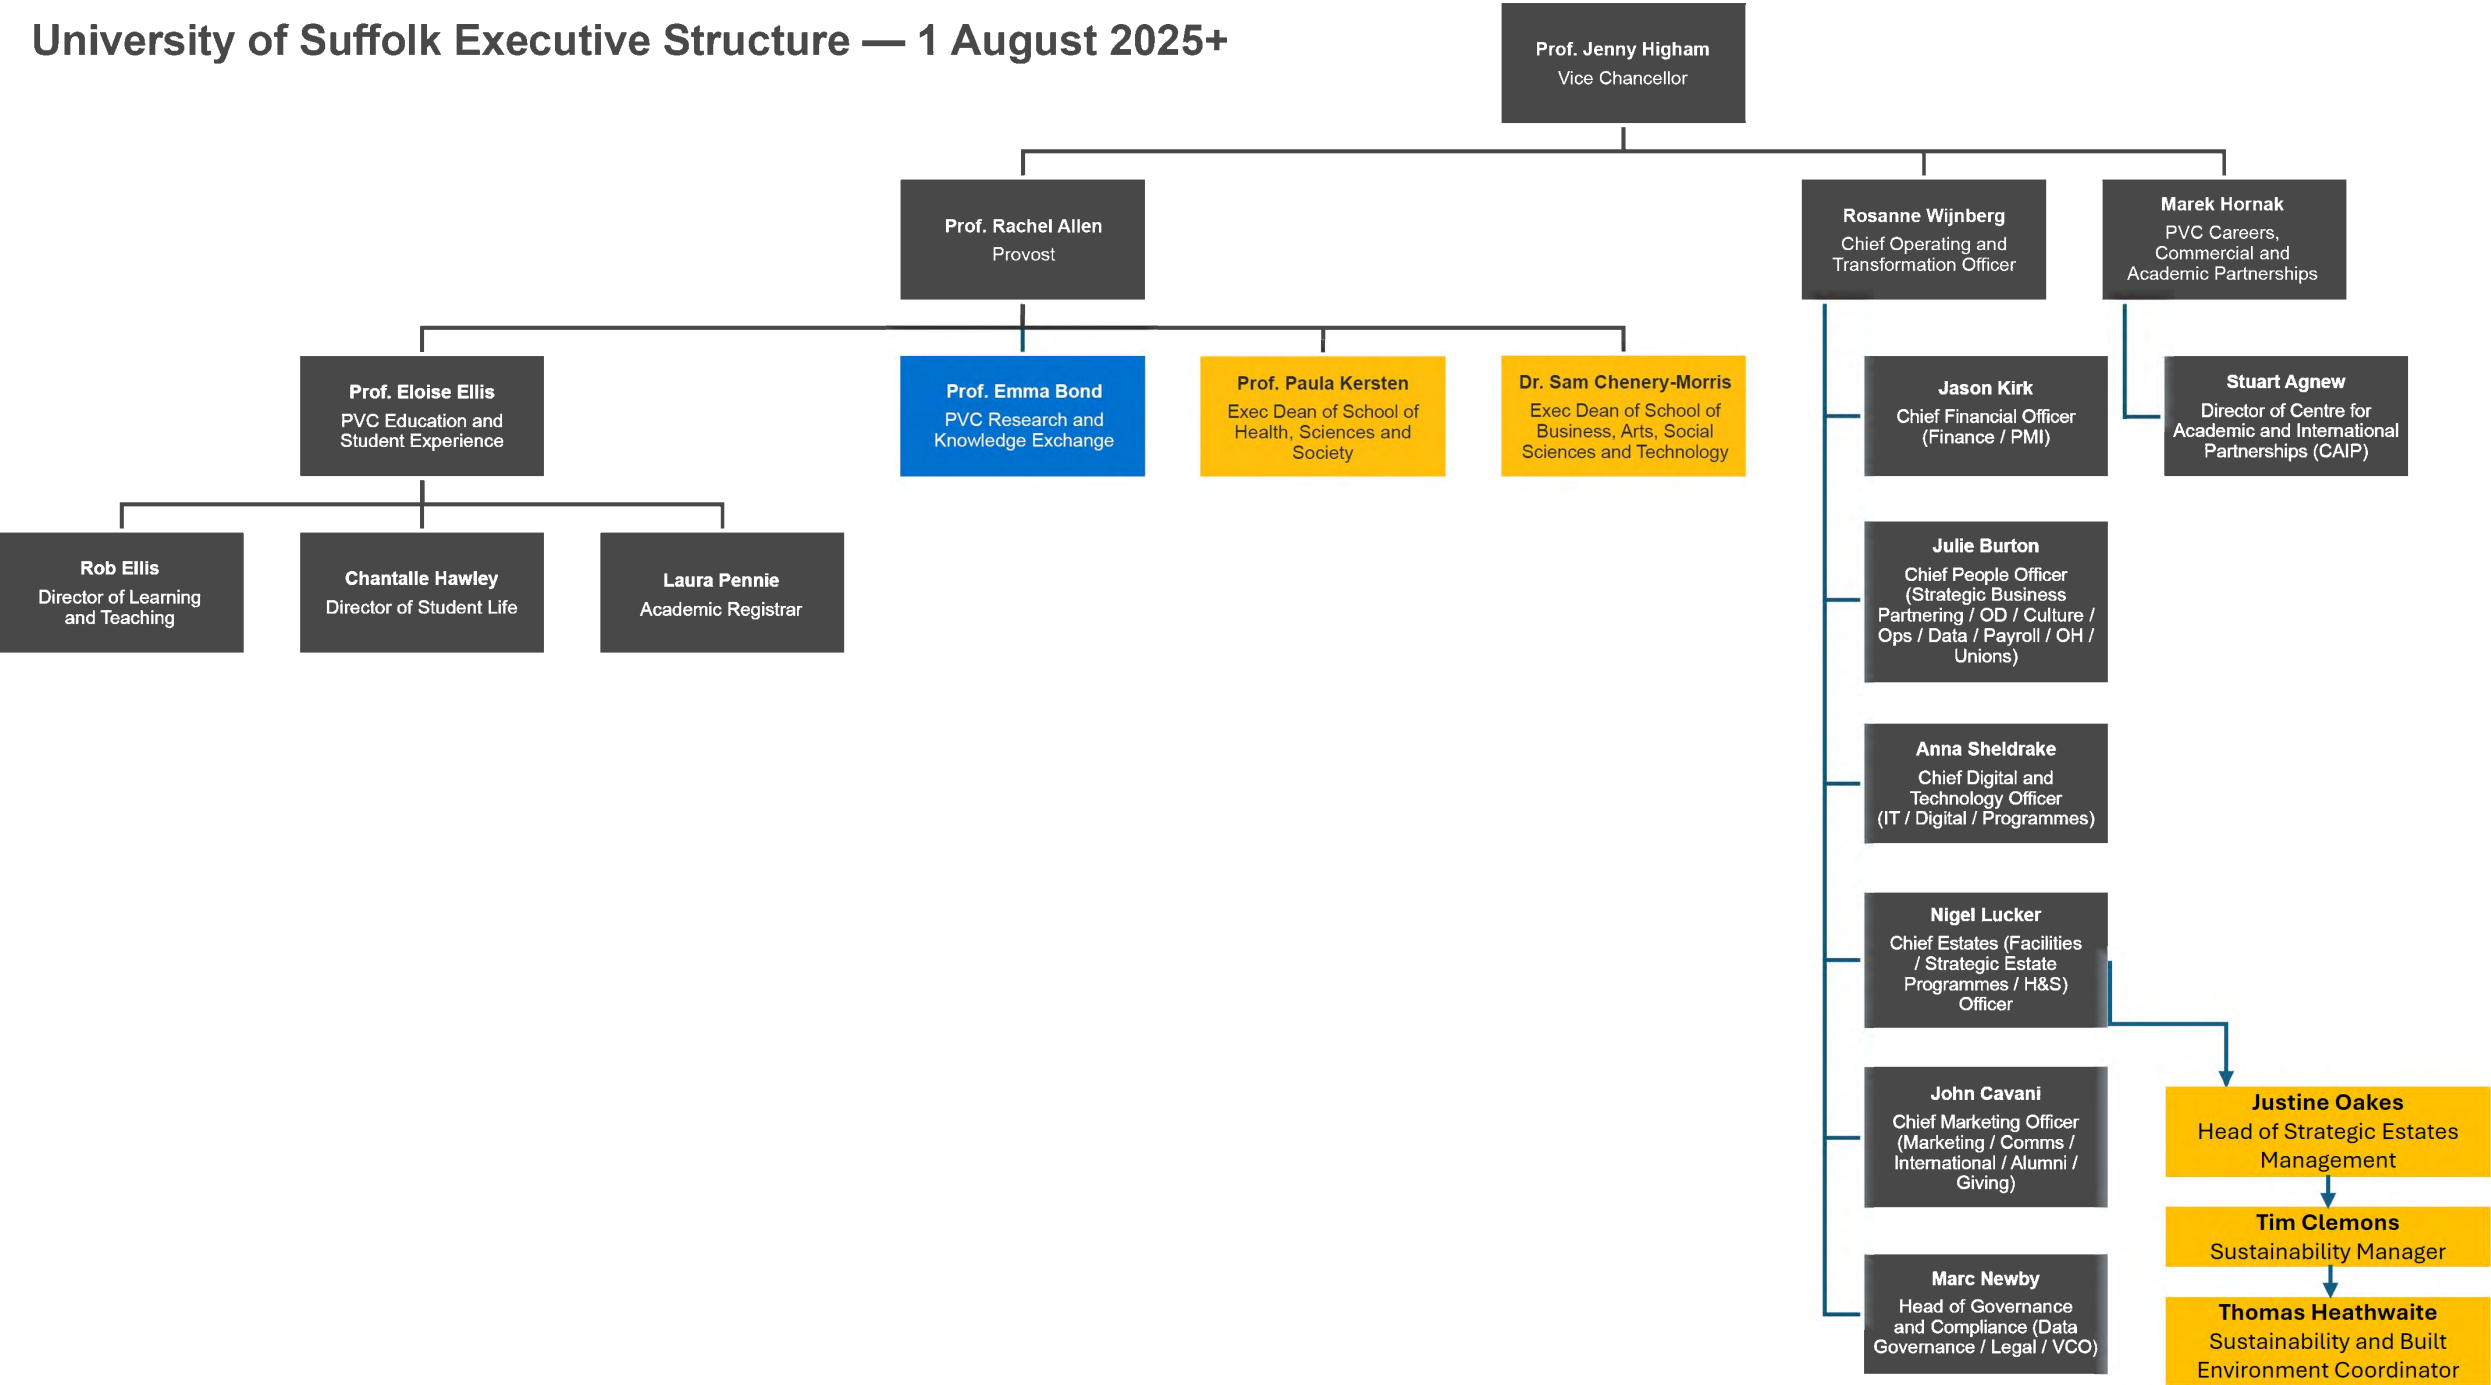 University of Suffolk Executive Structure — 1 August 2025+
Prof. Jenny Higham
Vice Chancellor
Prof. Rachel Allen
Provost
Rosanne Wijnberg
Chief Operating and
Transformation Officer
Marek Hornak
PVC Careers,
Commercial and
Academic Partnerships
Prof. Eloise Ellis
PVC Education and
Student Experience
Prof. Emma Bond
PVC Research and
Knowledge Exchange
Prof. Paula Kersten
Exec Dean of School of
Health, Sciences and
Society
Dr. Sam Chenery-Morris
Exec Dean of School of
Business, Arts, Social
Sciences and Technology
Jason Kirk
Chief Financial Officer
(Finance / PMI)
Stuart Agnew
Director of Centre for
Academic and International
Partnerships (CAIP)
Rob Ellis
Director of Learning
and Teaching
Chantalle Hawley
Director of Student Life
Laura Pennie
Academic Registrar
Julie Burton
Chief People Officer
(Strategic Business
Partnering / OD / Culture /
Ops / Data / Payroll / OH /
Unions)
Anna Sheldrake
Chief Digital and
Technology Officer
(IT / Digital / Programmes)
Nigel Lucker
Chief Estates (Facilities
/ Strategic Estate
Programmes / H&S)
Officer
John Cavani
Chief Marketing Officer
(Marketing / Comms /
International / Alumni /
Giving)
Justine Oakes
Head of Strategic Estates
Management
Tim Clemons
Sustainability Manager
Marc Newby
Head of Governance
and Compliance (Data
Governance / Legal / VCO)
Thomas Heathwaite
Sustainability and Built
Environment Coordinator